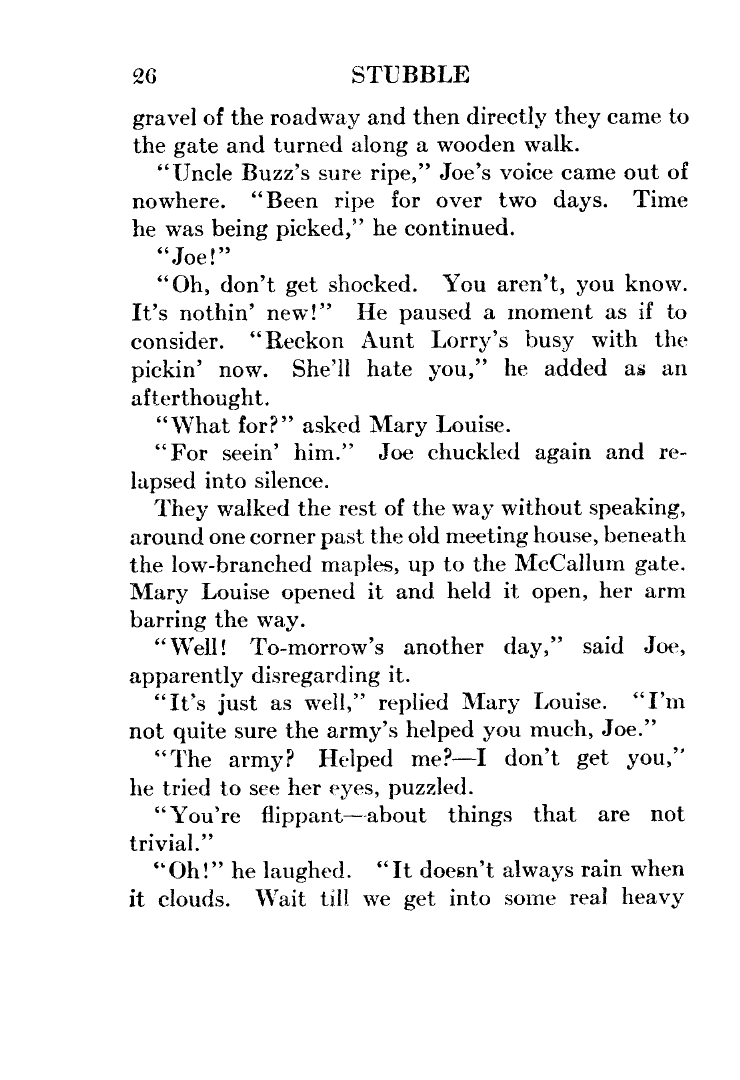 26 STUBBLE
gravel of the roadway and then directly they came to
the gate and turned along a wooden walk.
“Uncle Buzz’s sure ripe,” Joe’s voice came out of
nowhere. “Been ripe for over two days. Time
he was being picked,” he continued.
“Joe!”
“Oh, don’t get shocked. You aren’t, you know.
It’s nothin’ new!” He paused a moment as if to
consider. “Reckon Aunt Lorry’s busy with the
pickin’ now. She’ll hate you,” he added as an
afterthought.
“What for?” asked Mary Louise.
“For seein’ him.” Joe chuckled again and re-
lapsed into silence.
They walked the rest of the way without speaking,
around one corner past the old meeting house, beneath
the low-branched maples, up to the McCallum gate.
Mary Louise opened it and held it open, her arm
barring the way.
“Well! To-morrow’s another day,” said Joe,
apparently disregarding it.
“It’s just as well,” replied Mary Louise. “I’m
not quite sure the army’s helped you much, Joe.”
“The army? Helped me?—I don’t get you,”
he tried to see her eyes, puzzled.
“You’re flippant—about things that are not
trivial.”
“Oh!” he laughed. “It doesn’t always rain when
it clouds. Wait till we get into some real heavy